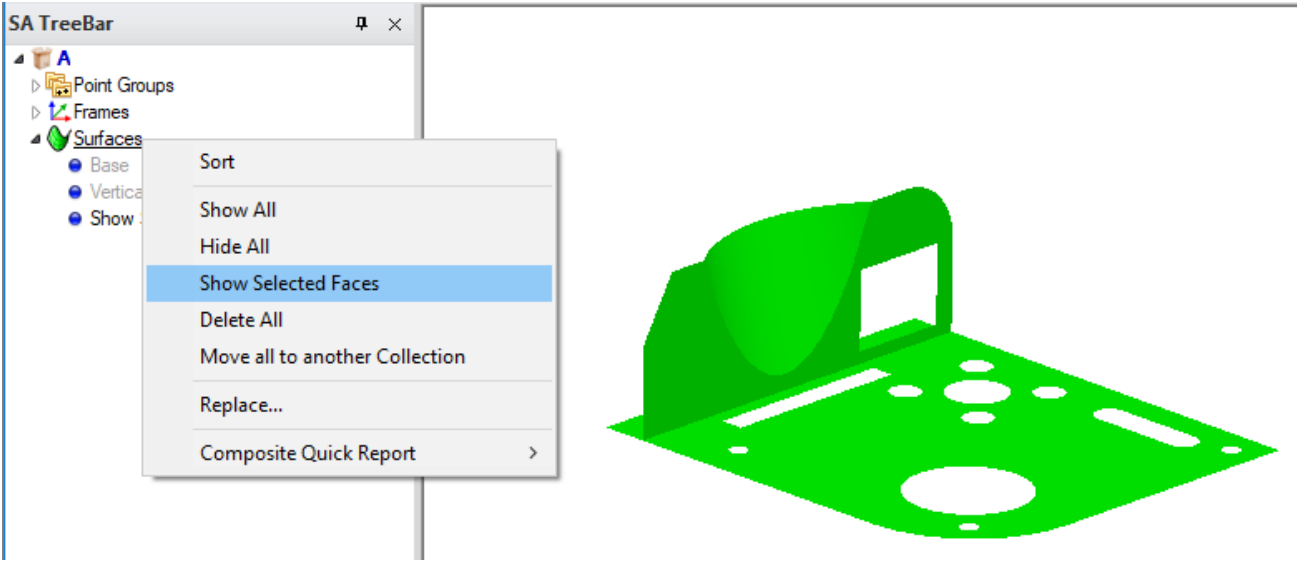 SA TreeBar
A
Point Groups
Frames
Surfaces
Base
Vertica
Show
Sort
Show All
Hide All
Show Selected Faces
Delete All
Move all to another Collection
Replace...
Composite Quick Report